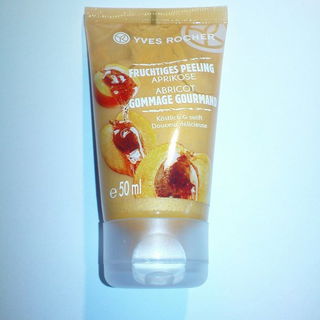 YVES ROCHER
FRUCHTIGES PEELING
APRIKOSE
ABRICOT
GOMMAGE GOURMAND
Köstlich & sanft
Douceur délicieuse
e 50 ml